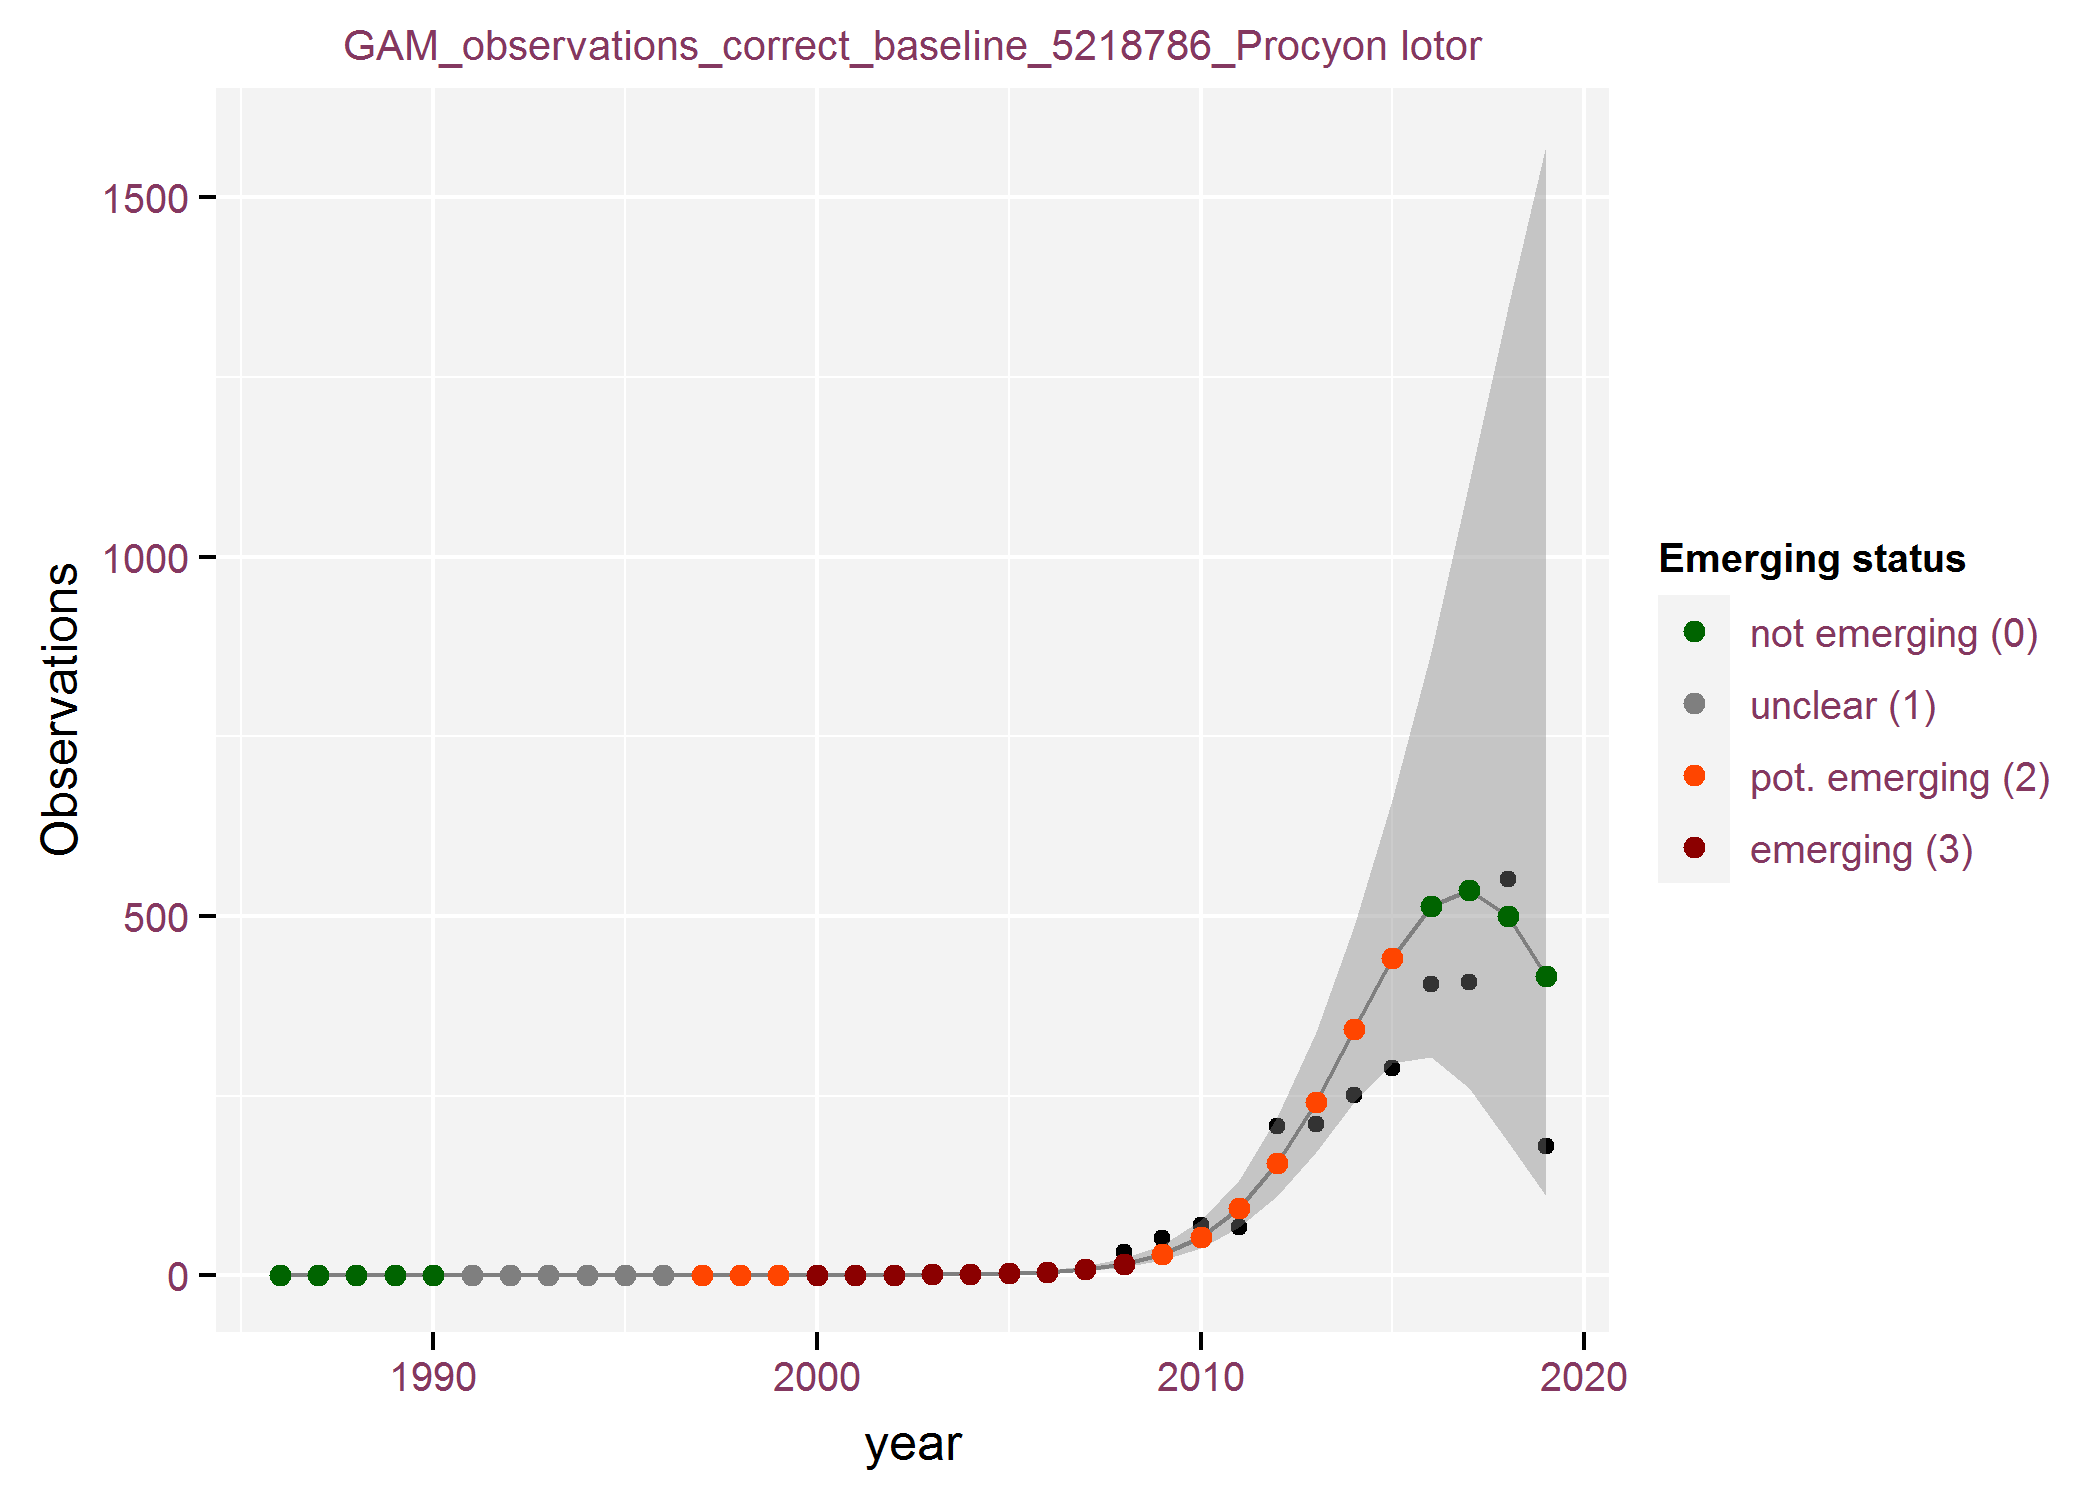 GAM_observations_correct_baseline_5218786_Procyon lotor
1500
1000
500
0
Observations
1990
2000
2010
2020
year
Emerging status
not emerging (0)
unclear (1)
pot. emerging (2)
emerging (3)